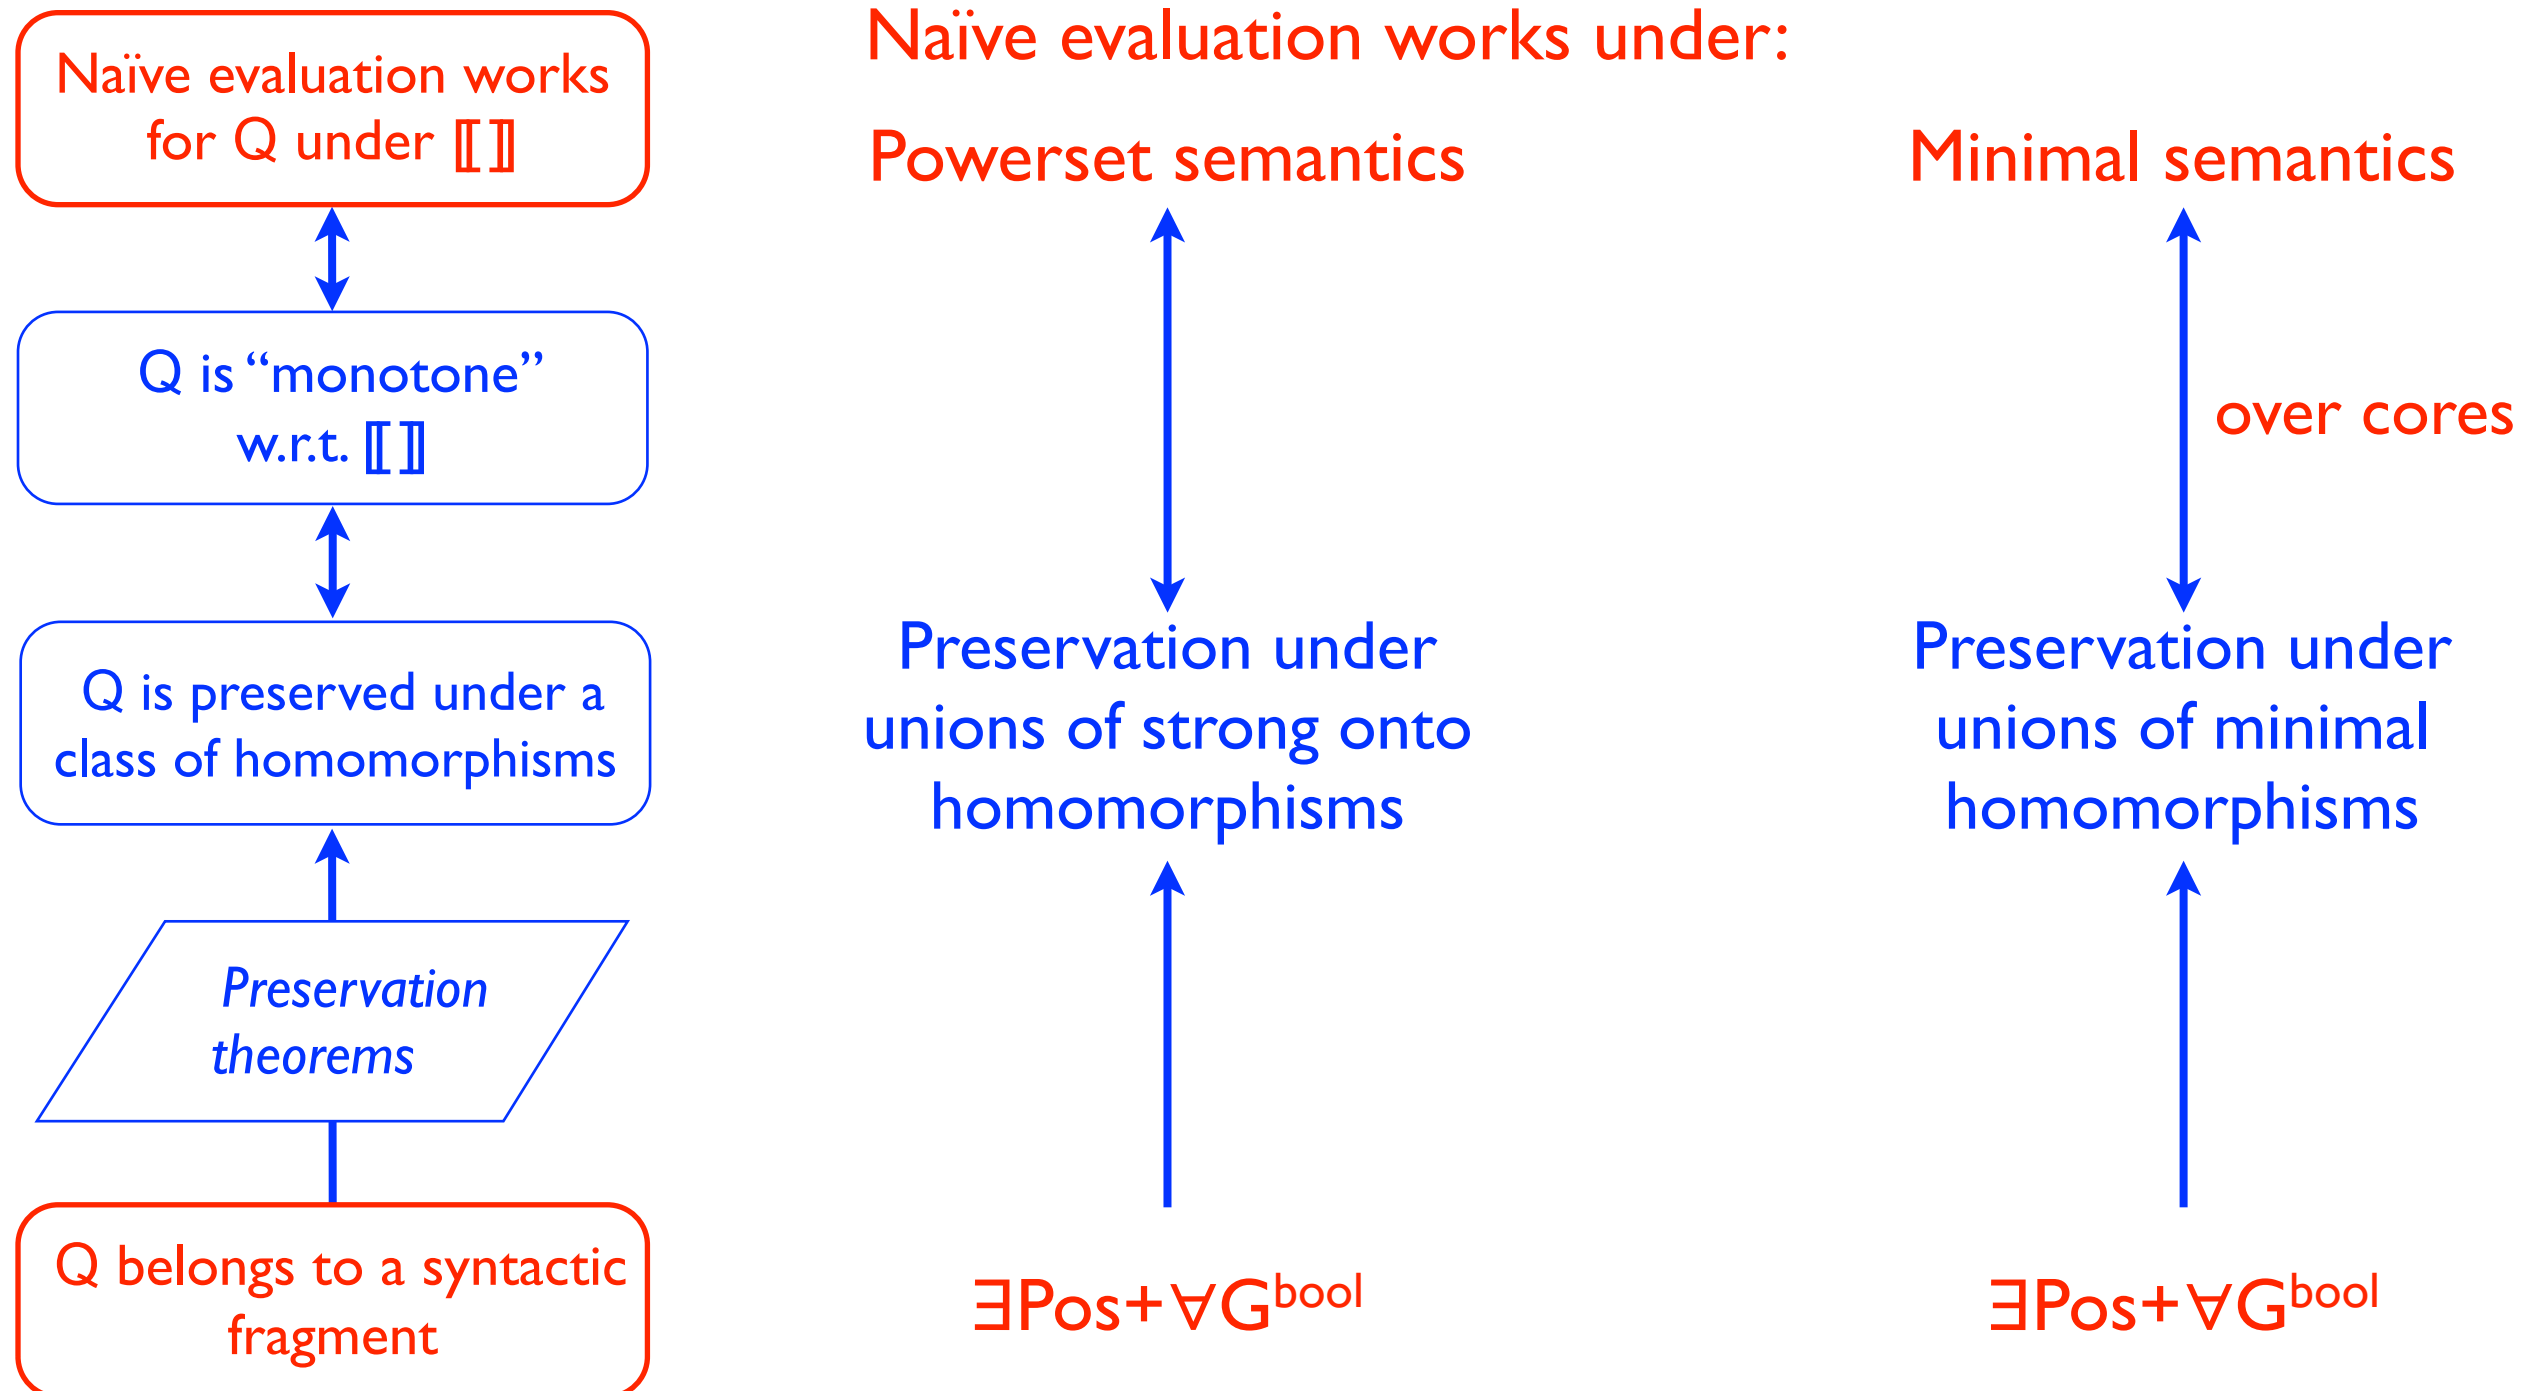 Naïve evaluation works
for Q under ⟦ ⟧
Q is “monotone”
w.r.t. ⟦ ⟧
Q is preserved under a
class of homomorphisms
Preservation
theorems
Q belongs to a syntactic
fragment
Naïve evaluation works under:
Powerset semantics
Preservation under
unions of strong onto
homomorphisms
∃Pos+∀Gbool
Minimal semantics
over cores
Preservation under
unions of minimal
homomorphisms
∃Pos+∀Gbool